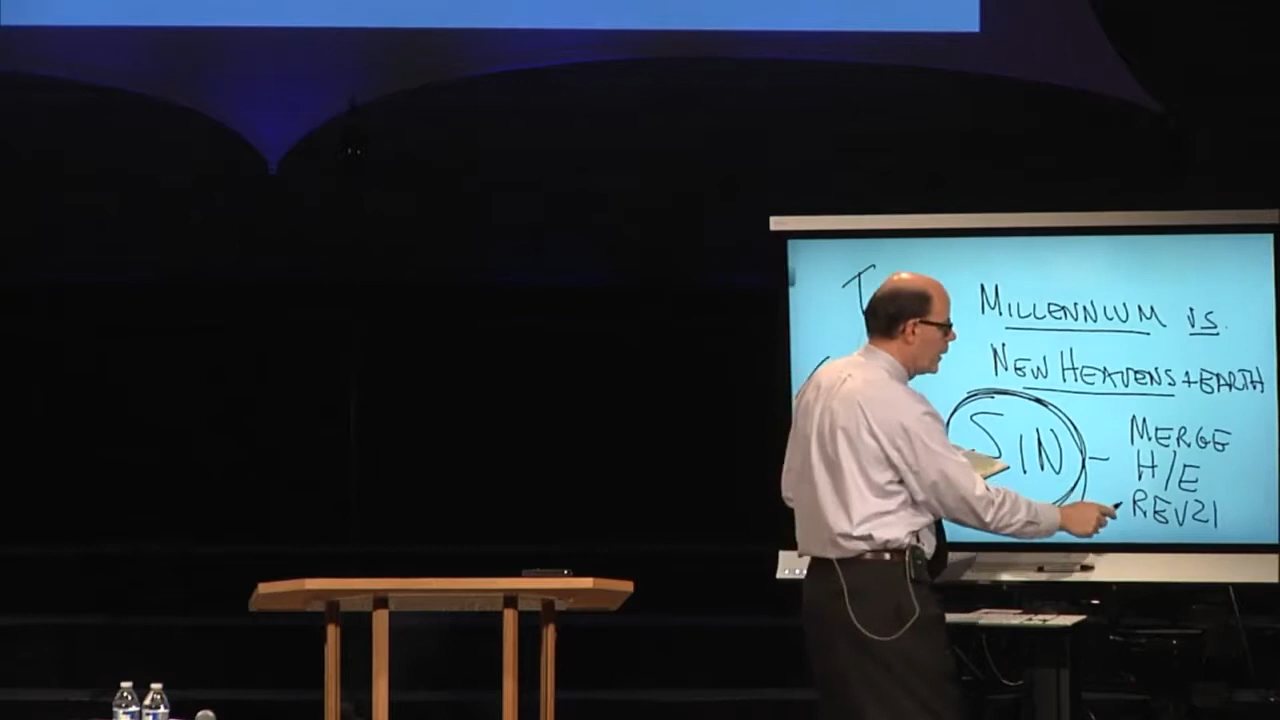 MILLENNIUM VS.
NEW HEAVENS + EARTH
SIN - MERGE
H/E
REV21